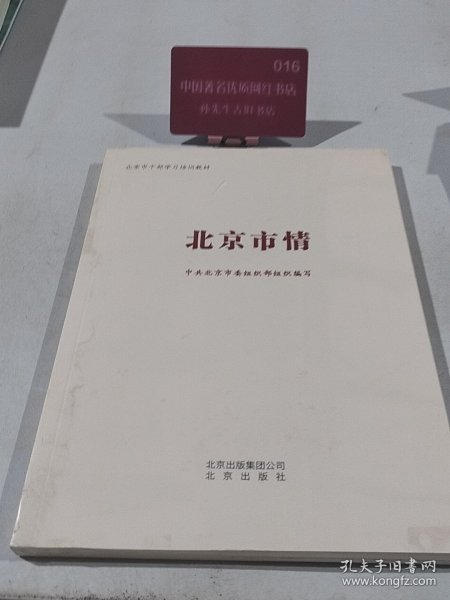 016
中国著名优质网红书店
孙先生古旧书店
北京市干部学习培训教材
北京市情
中共北京市委组织部组织编写
北京出版集团公司
北京出版社
孔夫子旧书网
www.kongfz.com